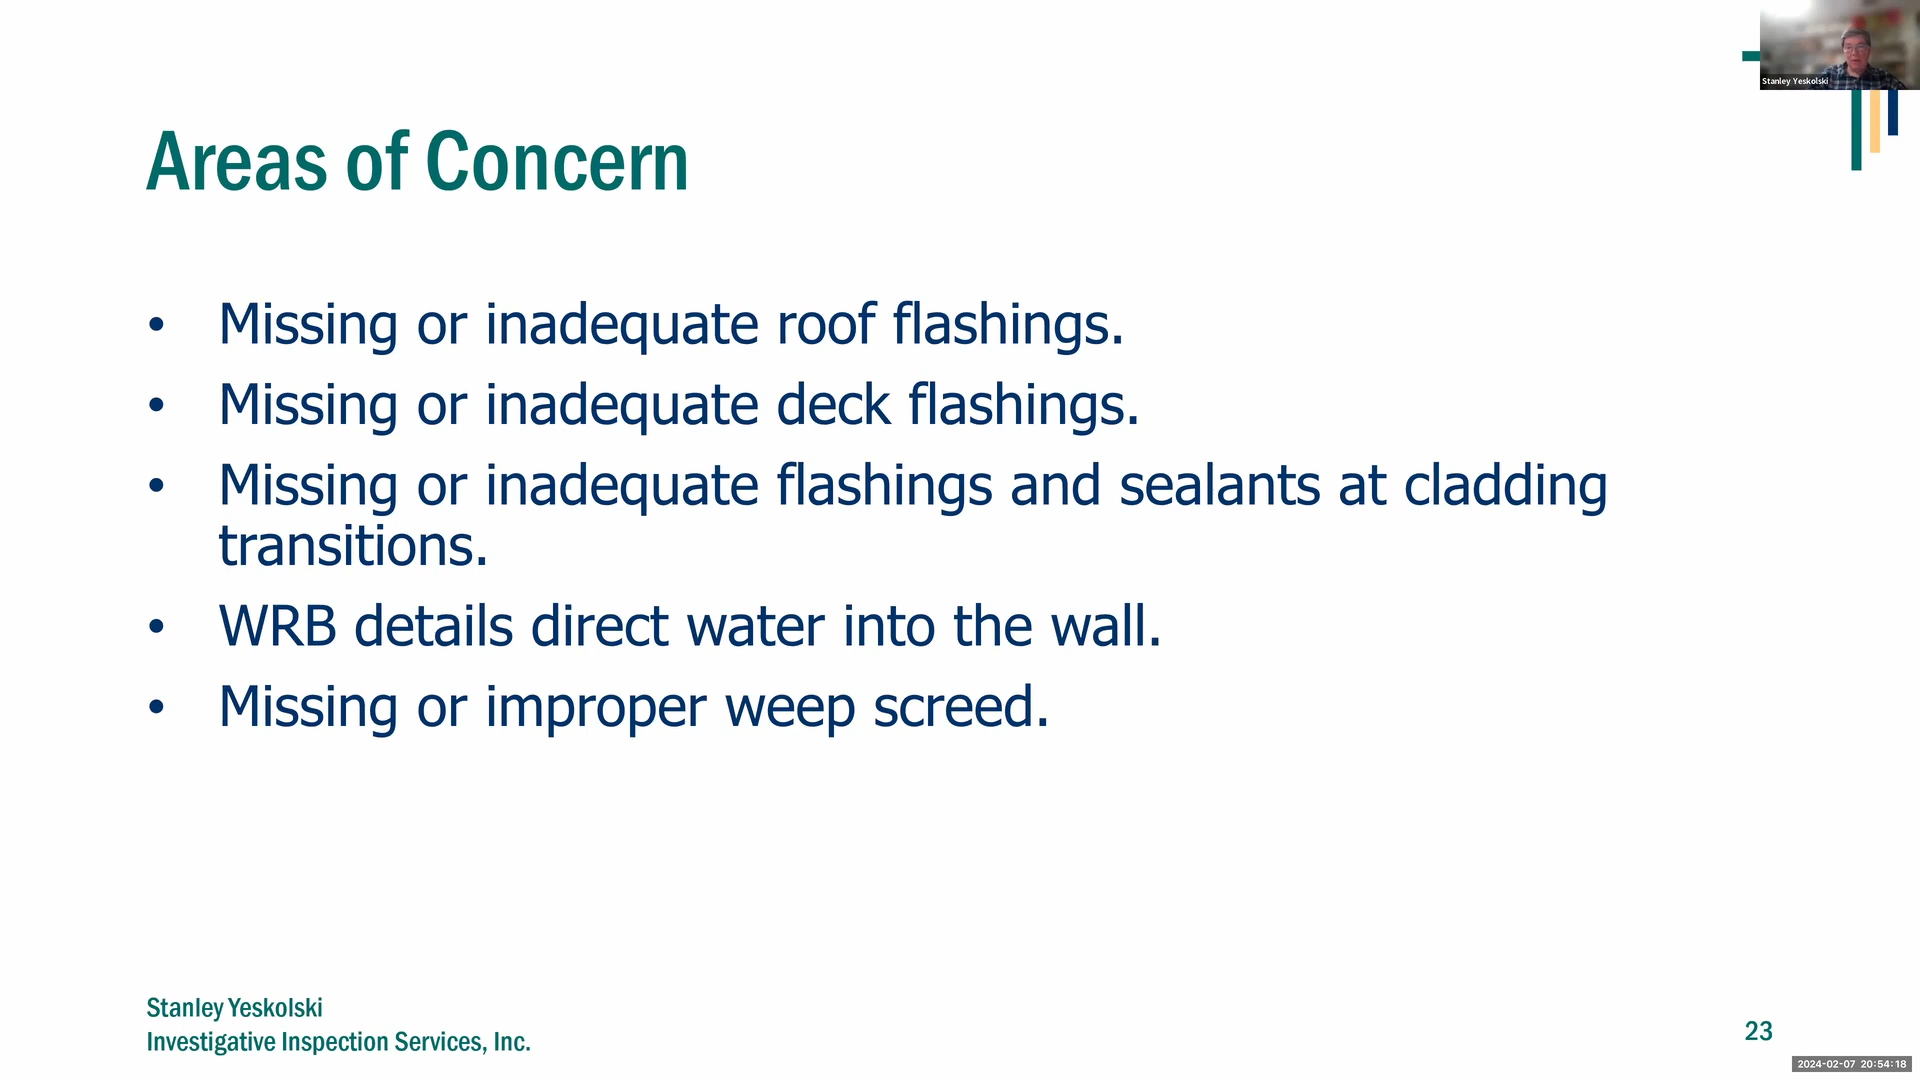 Stanley Yeskolski
Areas of Concern
• Missing or inadequate roof flashings.
• Missing or inadequate deck flashings.
• Missing or inadequate flashings and sealants at cladding
transitions.
• WRB details direct water into the wall.
• Missing or improper weep screed.
Stanley Yeskolski
Investigative Inspection Services, Inc.
23
2024-02-07 20:54:18